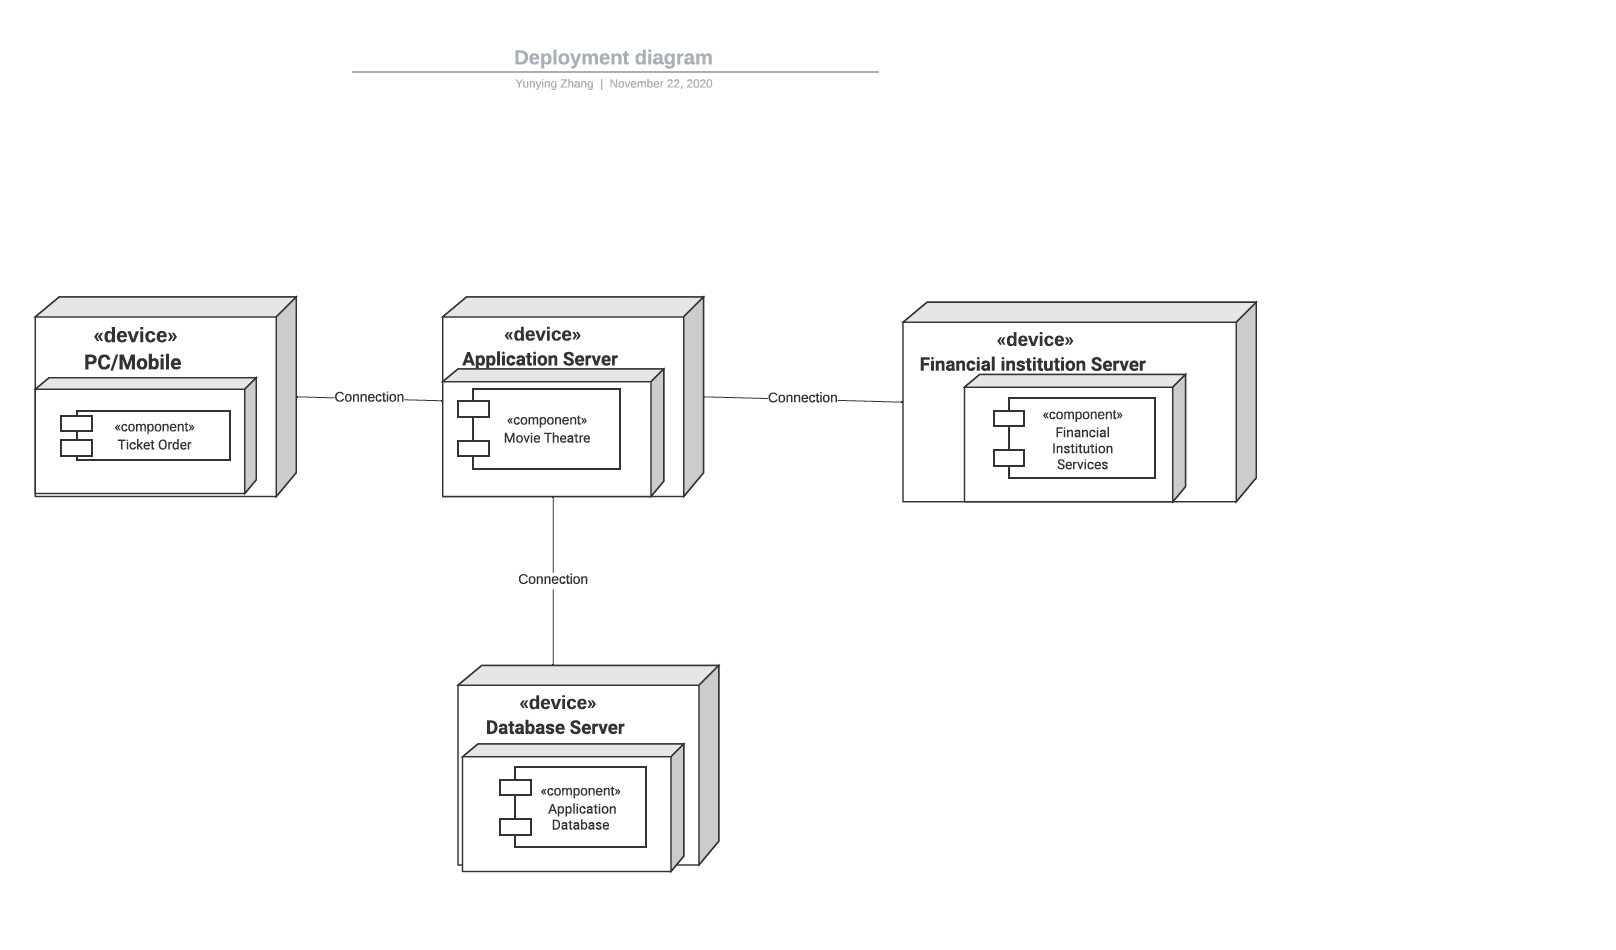 Deployment diagram
Yunying Zhang | November 22, 2020
«device»
PC/Mobile
«component»
Ticket Order
Connection
«device»
Application Server
«component»
Movie Theatre
Connection
«device»
Financial institution Server
«component»
Financial
Institution
Services
Connection
«device»
Database Server
«component»
Application
Database